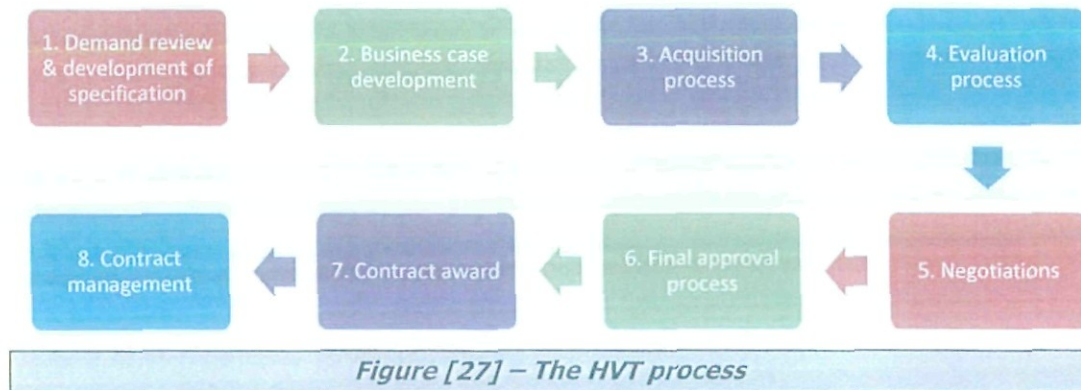 1. Demand review
& development of
specification
2. Business case
development
3. Acquisition
process
4. Evaluation
process
5. Negotiations
6. Final approval
process
7. Contract award
8. Contract
management
Figure [27] – The HVT process